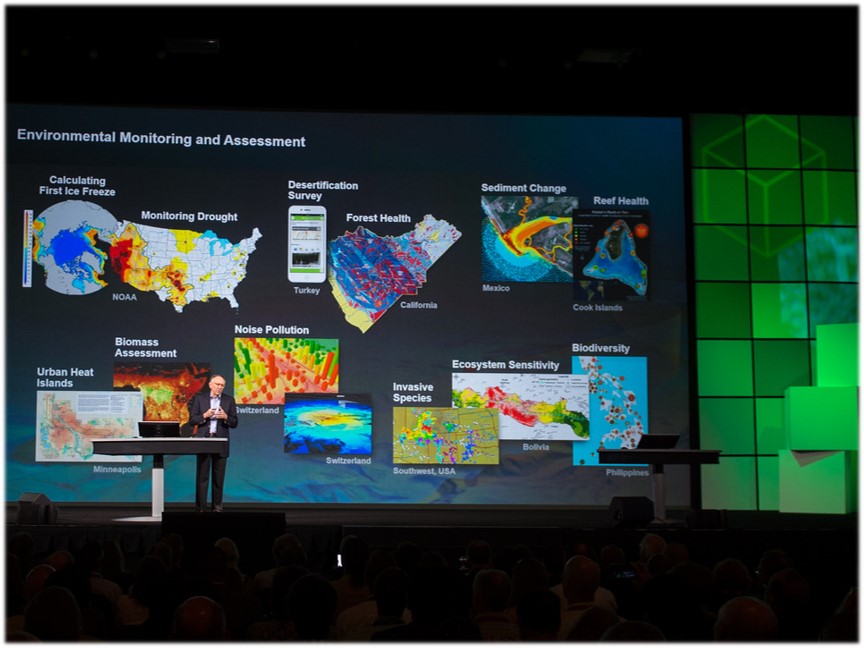 Environmental Monitoring and Assessment
Calculating
First Ice Freeze
Monitoring Drought
NOAA
Desertification
Survey
Turkey
Forest Health
California
Sediment Change
Mexico
Reef Health
Cook Islands
Urban Heat
Islands
Minneapolis
Biomass
Assessment
Noise Pollution
Switzerland
Switzerland
Invasive
Species
Southwest, USA
Ecosystem Sensitivity
Bolivia
Biodiversity
Philippines